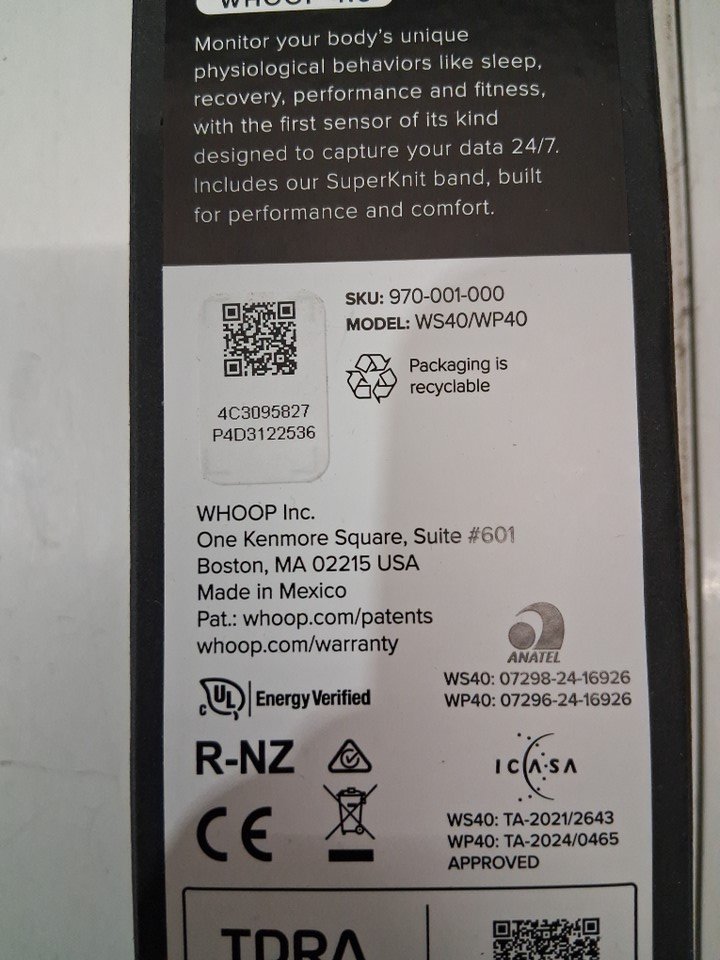 WHOOP 4.0
Monitor your body's unique
physiological behaviors like sleep,
recovery, performance and fitness,
with the first sensor of its kind
designed to capture your data 24/7.
Includes our SuperKnit band, built
for performance and comfort.
SKU: 970-001-000
MODEL: WS40/WP40
Packaging is
recyclable
4C3095827
P4D3122536
WHOOP Inc.
One Kenmore Square, Suite #601
Boston, MA 02215 USA
Made in Mexico
Pat.: whoop.com/patents
whoop.com/warranty
ANATEL
WS40: 07298-24-16926
WP40: 07296-24-16926
c UL Energy Verified
R-NZ
ICASA
CE
WS40: TA-2021/2643
WP40: TA-2024/0465
APPROVED
TDRA